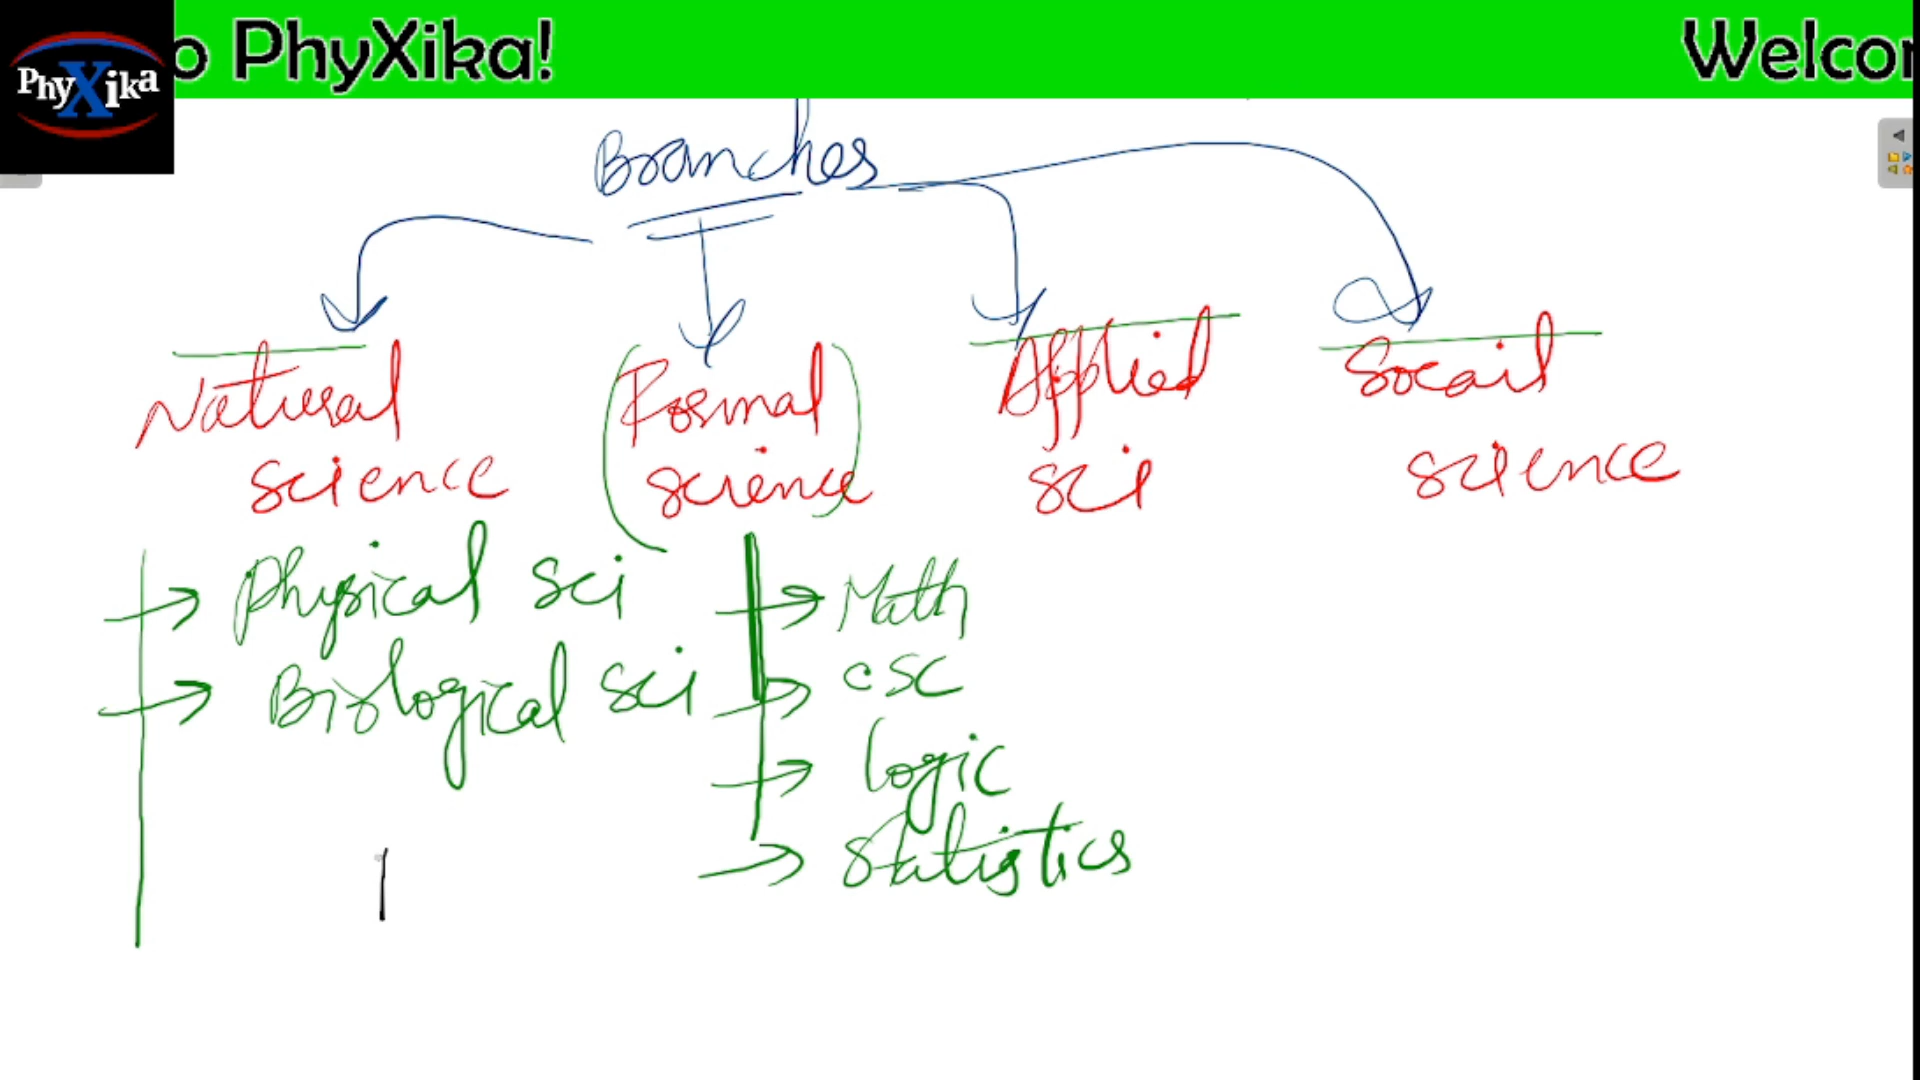 o PhyXika!
Welcor
PhyXika
Branches
Natural
science
Formal
science
Applied
sci
Socail
science
Physical sci
Biological sci
Math
CSC
Logic
Statistics